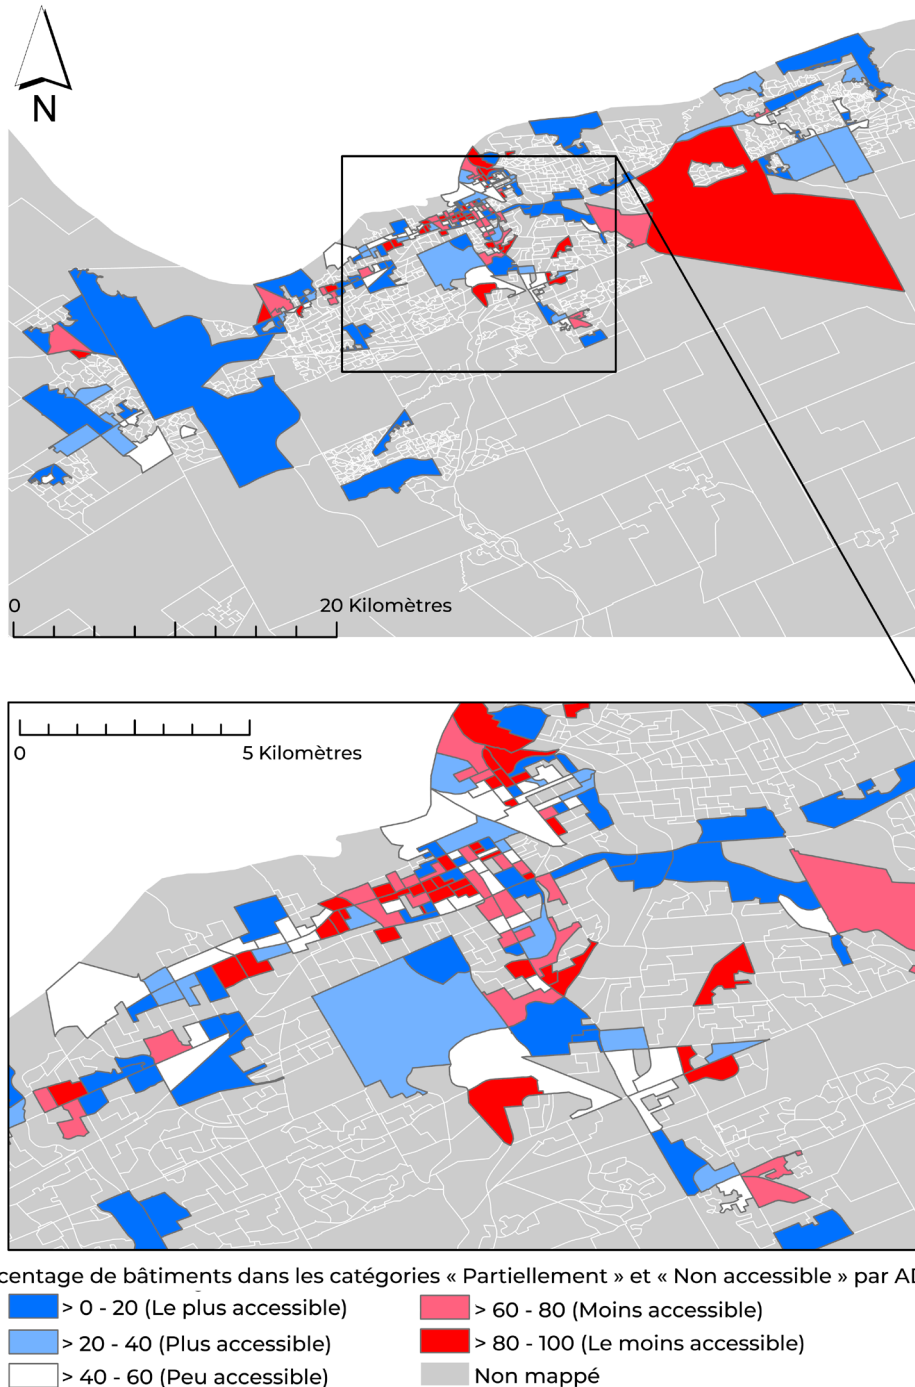 N
0 20 Kilomètres
0 5 Kilomètres
centage de bâtiments dans les catégories « Partiellement » et « Non accessible » par AD
> 0 - 20 (Le plus accessible)
> 20 - 40 (Plus accessible)
> 40 - 60 (Peu accessible)
> 60 - 80 (Moins accessible)
> 80 - 100 (Le moins accessible)
Non mappé